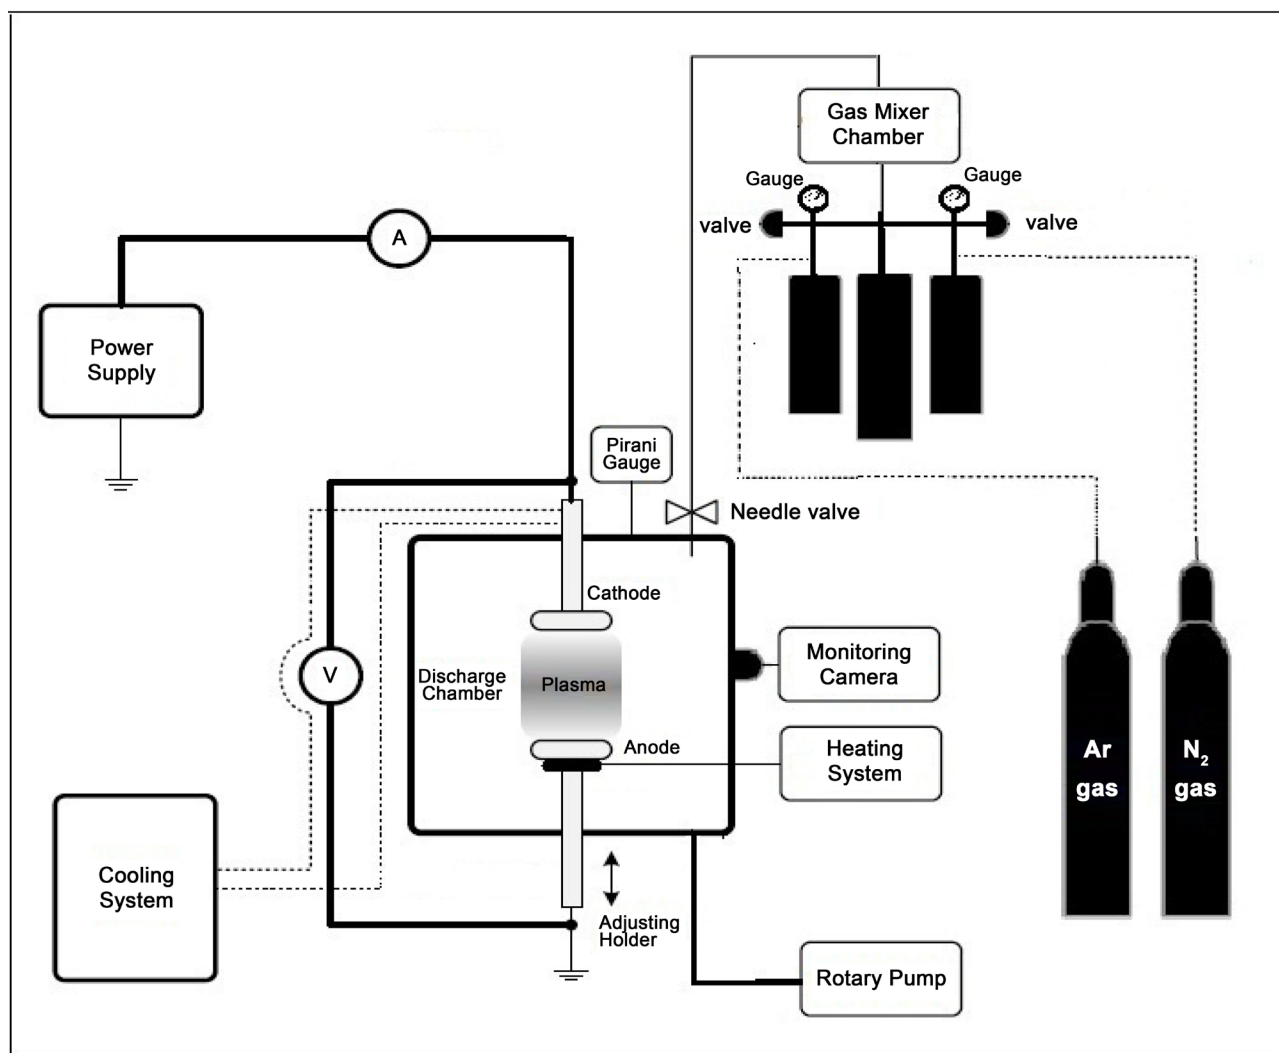 Gas Mixer
Chamber
Gauge
Gauge
valve
valve
A
Power
Supply
Pirani
Gauge
Needle valve
Cathode
V
Discharge
Chamber
Plasma
Monitoring
Camera
Anode
Heating
System
Ar
gas
N₂
gas
Cooling
System
Adjusting
Holder
Rotary Pump